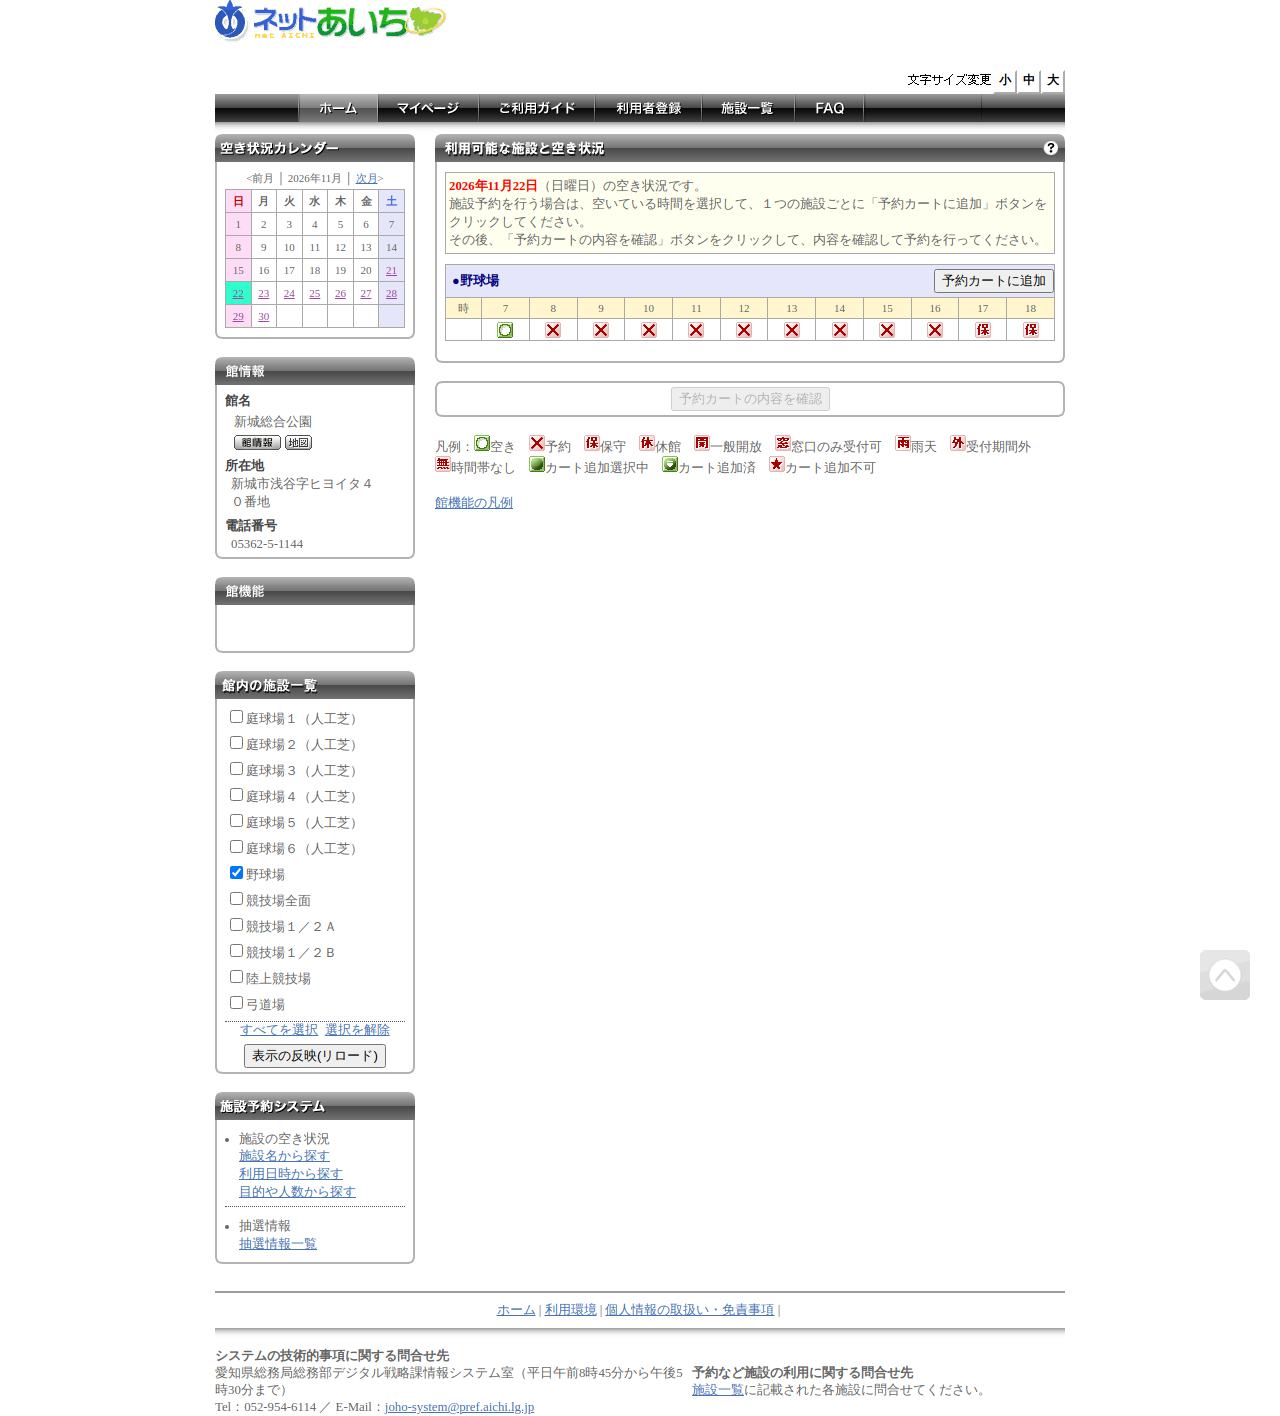 ネットあいち
NET AICHI
文字サイズ変更 小 中 大
ホーム マイページ ご利用ガイド 利用者登録 施設一覧 FAQ
空き状況カレンダー
<前月 │ 2026年11月 │ 次月>
日 月 火 水 木 金 土
1 2 3 4 5 6 7
8 9 10 11 12 13 14
15 16 17 18 19 20 21
22 23 24 25 26 27 28
29 30
館情報
館名
新城総合公園
館情報 地図
所在地
新城市浅谷字ヒヨイタ４
０番地
電話番号
05362-5-1144
館機能
館内の施設一覧
庭球場１（人工芝）
庭球場２（人工芝）
庭球場３（人工芝）
庭球場４（人工芝）
庭球場５（人工芝）
庭球場６（人工芝）
野球場
競技場全面
競技場１／２Ａ
競技場１／２Ｂ
陸上競技場
弓道場
すべてを選択 選択を解除
表示の反映(リロード)
施設予約システム
施設の空き状況
施設名から探す
利用日時から探す
目的や人数から探す
抽選情報
抽選情報一覧
利用可能な施設と空き状況 ?
2026年11月22日（日曜日）の空き状況です。
施設予約を行う場合は、空いている時間を選択して、１つの施設ごとに「予約カートに追加」ボタンを
クリックしてください。
その後、「予約カートの内容を確認」ボタンをクリックして、内容を確認して予約を行ってください。
●野球場 予約カートに追加
時 7 8 9 10 11 12 13 14 15 16 17 18
保 保
予約カートの内容を確認
凡例：空き 予約 保保守 休休館 開一般開放 窓窓口のみ受付可 雨雨天 外受付期間外
無時間帯なし カート追加選択中 カート追加済 ★カート追加不可
館機能の凡例
ホーム | 利用環境 | 個人情報の取扱い・免責事項 |
システムの技術的事項に関する問合せ先
愛知県総務局総務部デジタル戦略課情報システム室（平日午前8時45分から午後5
時30分まで）
Tel：052-954-6114 ／ E-Mail：joho-system@pref.aichi.lg.jp
予約など施設の利用に関する問合せ先
施設一覧に記載された各施設に問合せてください。